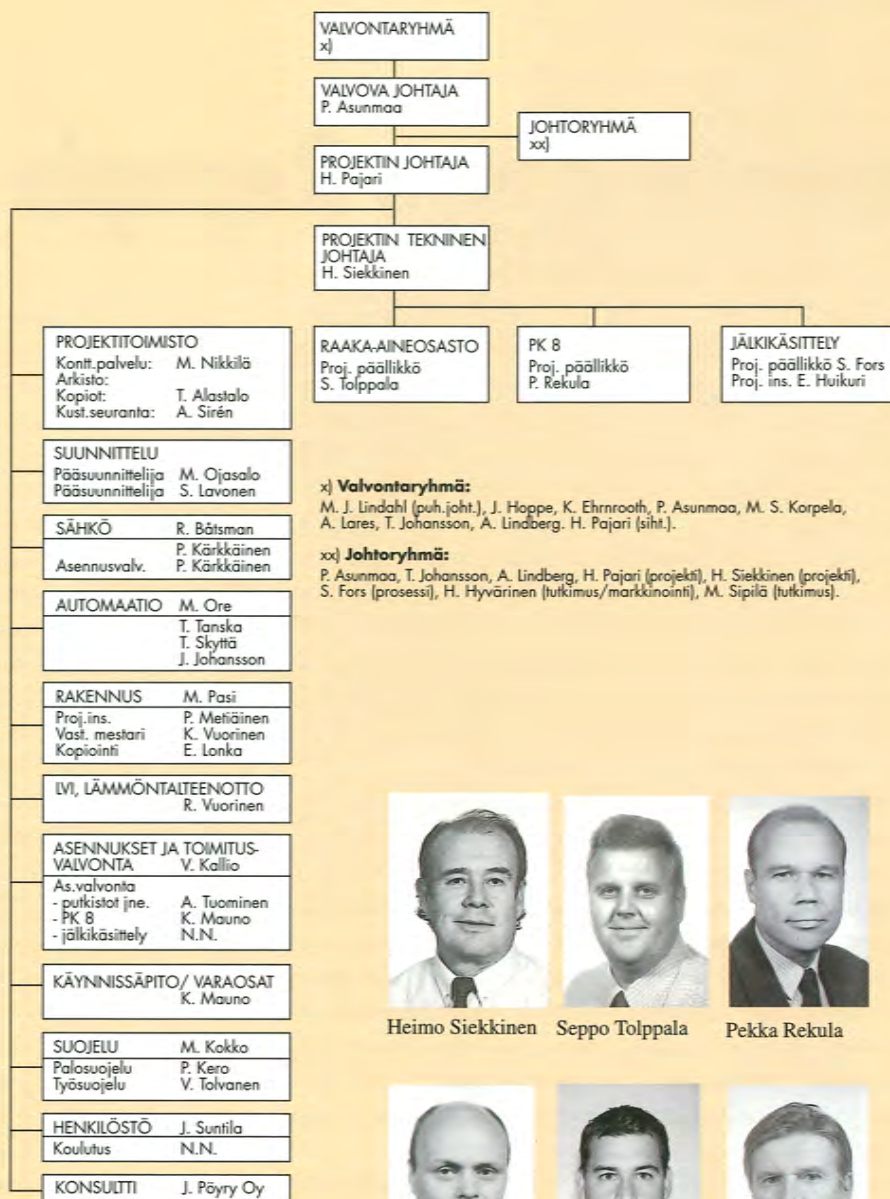 VALVONTARYHMÄ
x)
VALVOVA JOHTAJA
P. Asunmaa
JOHTORYHMÄ
xx)
PROJEKTIN JOHTAJA
H. Pajari
PROJEKTIN TEKNINEN
JOHTAJA
H. Siekkinen
RAAKA-AINEOSASTO
Proj. päällikkö
S. Tolppala
PK 8
Proj. päällikkö
P. Rekula
JÄLKIKÄSITTELY
Proj. päällikkö S. Fors
Proj. ins. E. Huikuri
PROJEKTITOIMISTO
Kontt.palvelu: M. Nikkilä
Arkisto:
Kopiot: T. Alastalo
Kust.seuranta: A. Sirén
SUUNNITTELU
Pääsuunnittelija M. Ojasalo
Pääsuunnittelija S. Lavonen
SÄHKÖ R. Båtsman
P. Kärkkäinen
Asennusvalv. P. Kärkkäinen
AUTOMAATIO M. Ore
T. Tanska
T. Skyttä
J. Johansson
RAKENNUS M. Pasi
Proj.ins. P. Metiäinen
Vast. mestari K. Vuorinen
Kopiointi E. Lonka
LVI, LÄMMÖNTALTEENOTTO
R. Vuorinen
ASENNUKSET JA TOIMITUS-
VALVONTA V. Kallio
As.valvonta
- putkistot jne. A. Tuominen
- PK 8 K. Mauno
- jälkikäsittely N.N.
KÄYNNISSÄPITO/ VARAOSAT
K. Mauno
SUOJELU M. Kokko
Palosuojelu P. Kero
Työsuojelu V. Tolvanen
HENKILÖSTÖ J. Suntila
Koulutus N.N.
KONSULTTI J. Pöyry Oy
x) Valvontaryhmä:
M. J. Lindahl (puh.joht.), J. Hoppe, K. Ehrnrooth, P. Asunmaa, M. S. Korpela,
A. Lares, T. Johansson, A. Lindberg. H. Pajari (siht.).
xx) Johtoryhmä:
P. Asunmaa, T. Johansson, A. Lindberg, H. Pajari (projekti), H. Siekkinen (projekti),
S. Fors (prosessi), H. Hyvärinen (tutkimus/markkinointi), M. Sipilä (tutkimus).
Heimo Siekkinen Seppo Tolppala Pekka Rekula